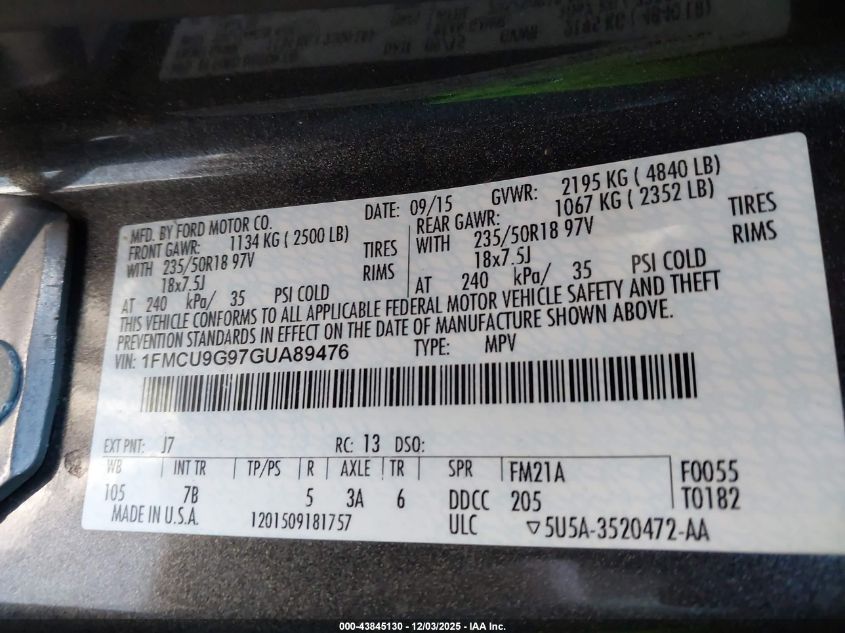 MFD. BY FORD MOTOR CO.
DATE: 09/15 GVWR: 2195 KG ( 4840 LB)
FRONT GAWR: 1134 KG ( 2500 LB) REAR GAWR: 1067 KG ( 2352 LB)
WITH 235/50R18 97V TIRES WITH 235/50R18 97V TIRES
18x7.5J RIMS 18x7.5J RIMS
AT 240 kPa/ 35 PSI COLD AT 240 kPa/ 35 PSI COLD
THIS VEHICLE CONFORMS TO ALL APPLICABLE FEDERAL MOTOR VEHICLE SAFETY AND THEFT
PREVENTION STANDARDS IN EFFECT ON THE DATE OF MANUFACTURE SHOWN ABOVE.
VIN: 1FMCU9G97GUA89476 TYPE: MPV
EXT PNT: J7 RC: 13 DSO:
WB INT TR TP/PS R AXLE TR SPR FM21A F0055
105 7B 5 3A 6 DDCC 205 T0182
MADE IN U.S.A. 1201509181757 ULC ▽5U5A-3520472-AA
000-43845130 - 12/03/2025 - IAA Inc.